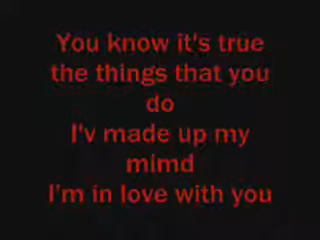 You know it's true
the things that you
do
I'v made up my
mimd
I'm in love with you